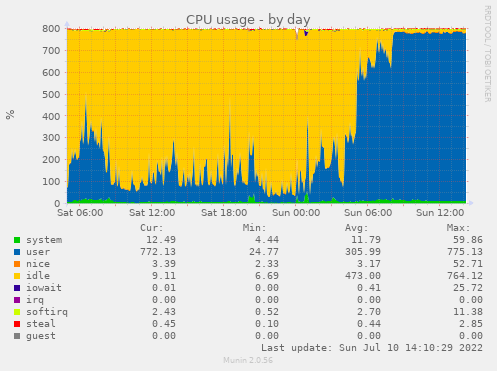 CPU usage - by day
RRDTOOL / TOBI OETIKER
%
800
700
600
500
400
300
200
100
0
Sat 06:00 Sat 12:00 Sat 18:00 Sun 00:00 Sun 06:00 Sun 12:00
Cur: Min: Avg: Max:
system 12.49 4.44 11.79 59.86
user 772.13 24.77 305.99 775.13
nice 3.39 2.33 3.17 52.71
idle 9.11 6.69 473.00 764.12
iowait 0.01 0.00 0.41 25.72
irq 0.00 0.00 0.00 0.00
softirq 2.43 0.52 2.70 11.38
steal 0.45 0.10 0.44 2.85
guest 0.00 0.00 0.00 0.00
Last update: Sun Jul 10 14:10:29 2022
Munin 2.0.56